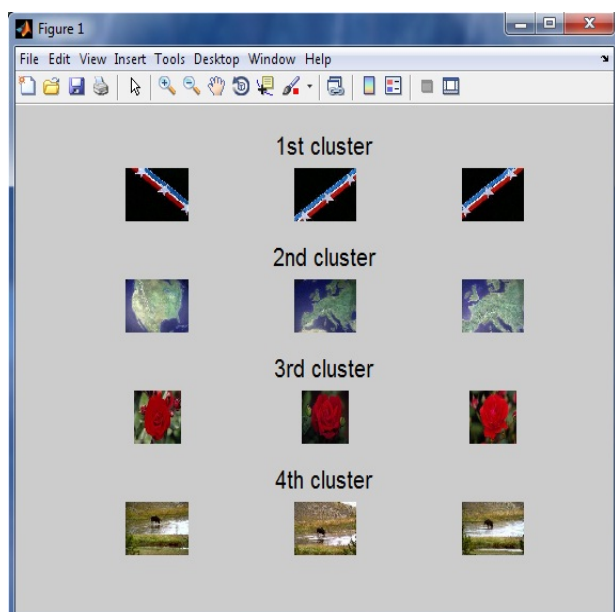 Figure 1
File Edit View Insert Tools Desktop Window Help
1st cluster
2nd cluster
3rd cluster
4th cluster